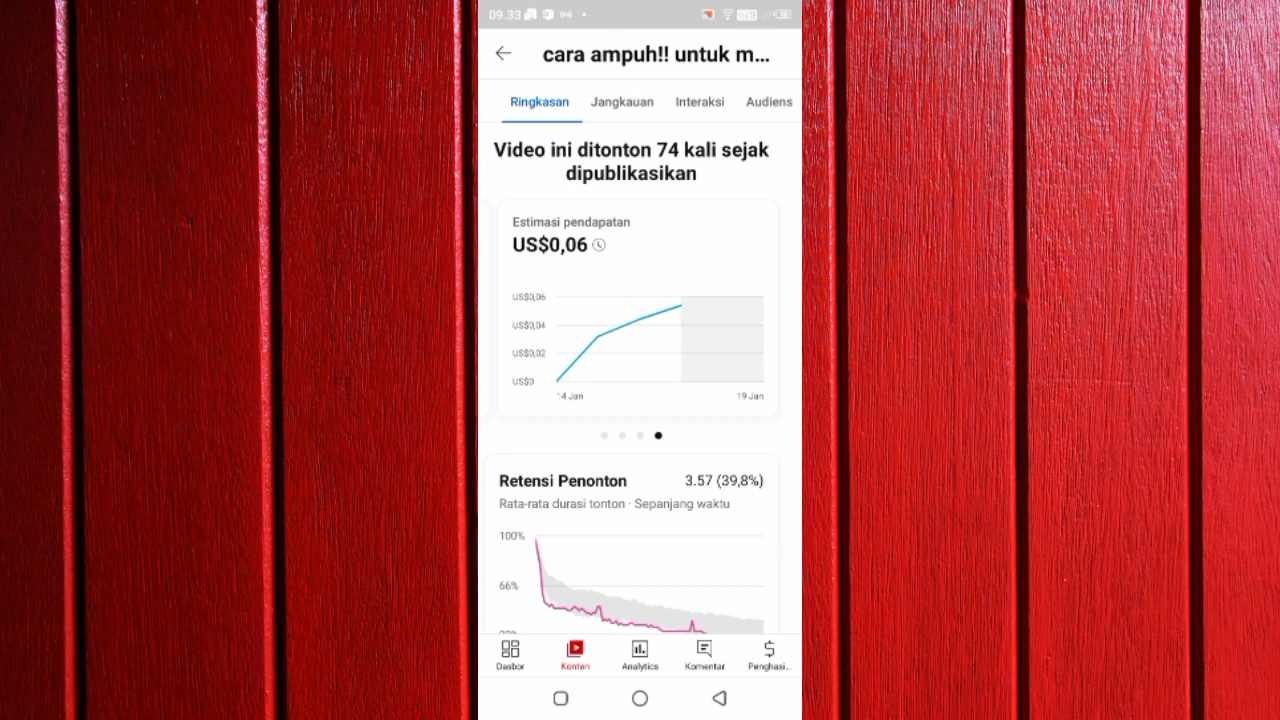 09.33
cara ampuh!! untuk m...
Ringkasan Jangkauan Interaksi Audiens
Video ini ditonton 74 kali sejak
dipublikasikan
Estimasi pendapatan
US$0,06
US$0,06
US$0,04
US$0,02
US$0
14 Jan 19 Jan
Retensi Penonton 3.57 (39,8%)
Rata-rata durasi tonton · Sepanjang waktu
100%
66%
Dasbor Konten Analytics Komentar Penghasi...